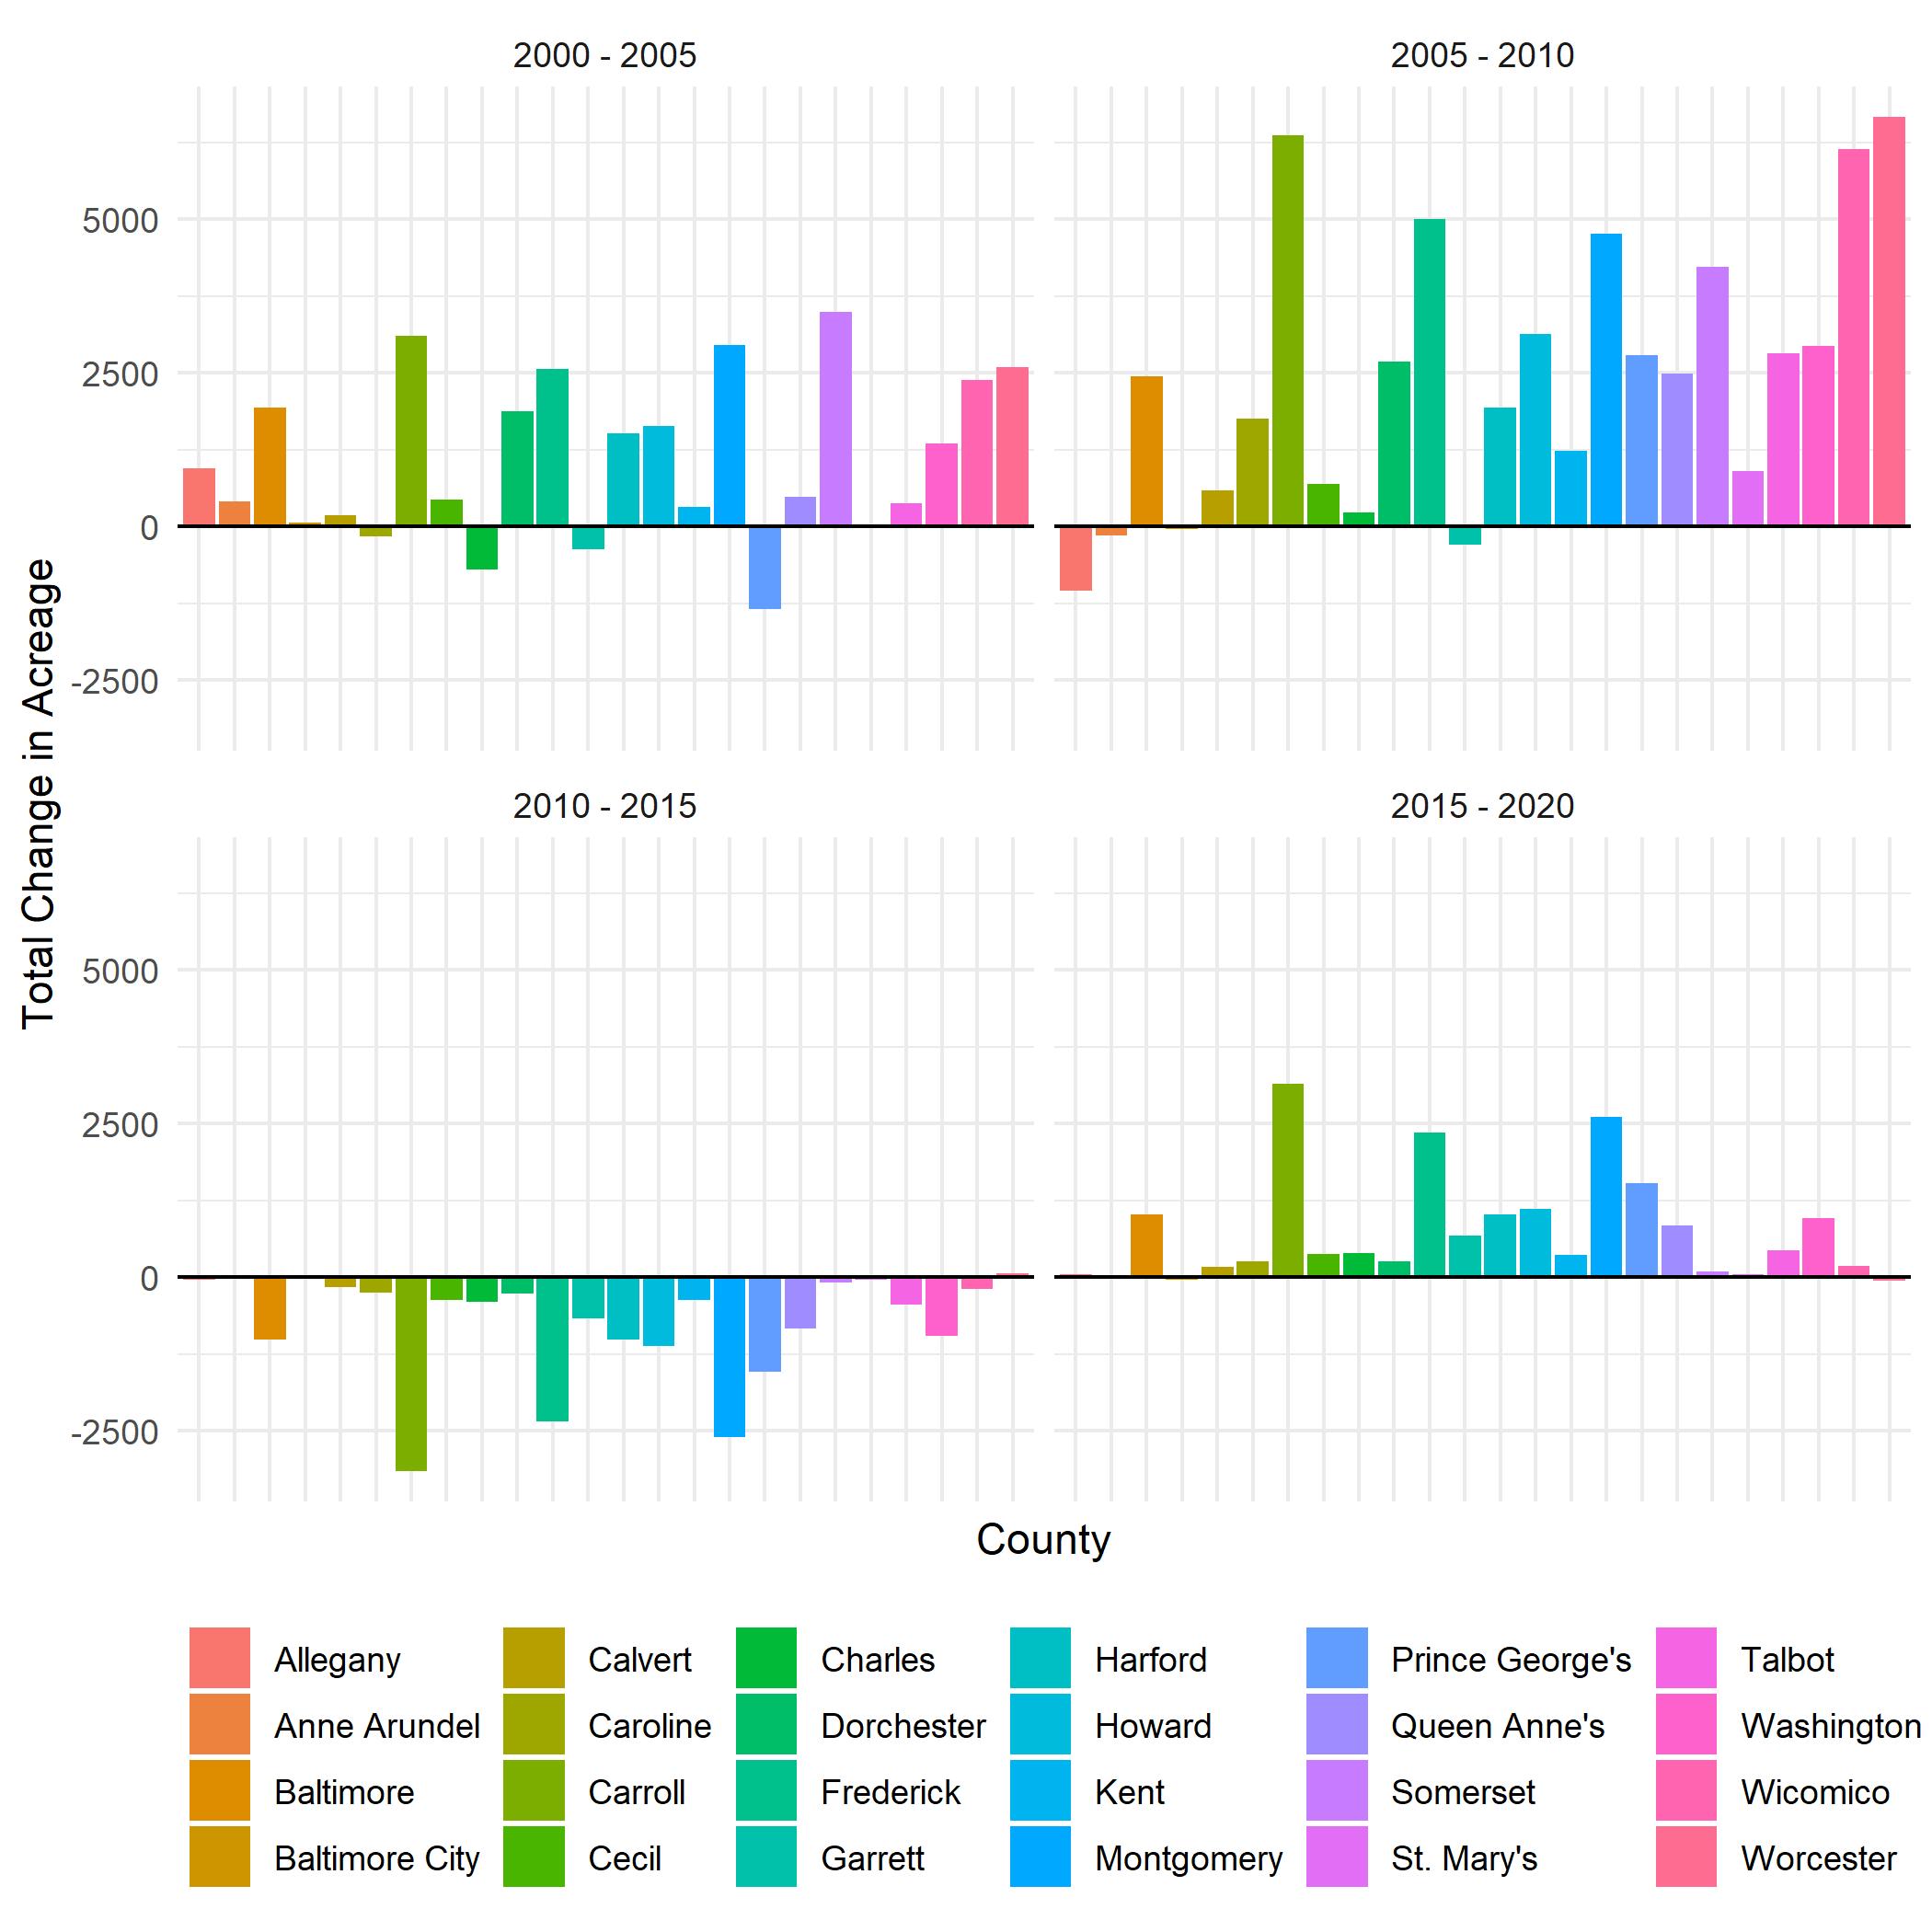 2000 - 2005
2005 - 2010
5000
2500
0
-2500
2010 - 2015
2015 - 2020
5000
2500
0
-2500
Total Change in Acreage
County
Allegany
Anne Arundel
Baltimore
Baltimore City
Calvert
Caroline
Carroll
Cecil
Charles
Dorchester
Frederick
Garrett
Harford
Howard
Kent
Montgomery
Prince George's
Queen Anne's
Somerset
St. Mary's
Talbot
Washington
Wicomico
Worcester